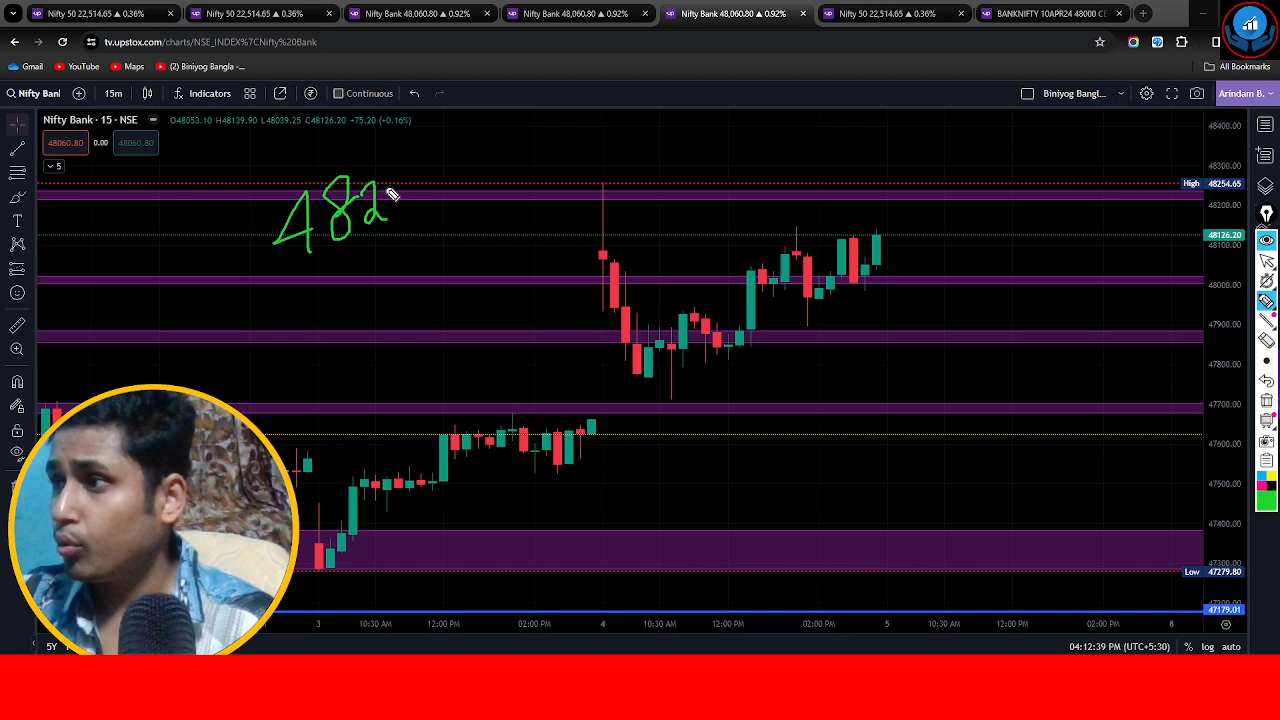 Nifty 50 22,514.65 ▲ 0.36%
Nifty 50 22,514.65 ▲ 0.36%
Nifty Bank 48,060.80 ▲ 0.92%
Nifty Bank 48,060.80 ▲ 0.92%
Nifty Bank 48,060.80 ▲ 0.92%
Nifty 50 22,514.65 ▲ 0.36%
BANKNIFTY 10APR24 48000 CE
tv.upstox.com/charts/NSE_INDEX%7CNifty%20Bank
Gmail YouTube Maps (2) Biniyog Bangla -... All Bookmarks
Nifty Banl 15m Indicators Continuous Biniyog Bangl... Arindam B.
Nifty Bank · 15 · NSE O48053.10 H48139.90 L48039.25 C48126.20 +75.20 (+0.16%)
48060.80 0.00 48060.80
5
482
48400.00
48300.00
High 48254.65
48200.00
48126.20
48100.00
48000.00
47900.00
47800.00
47700.00
47600.00
47500.00
47400.00
47300.00
Low 47279.80
47179.01
3 10:30 AM 12:00 PM 02:00 PM 4 10:30 AM 12:00 PM 02:00 PM 5 10:30 AM 12:00 PM 02:00 PM 8
5Y 04:12:39 PM (UTC+5:30) % log auto